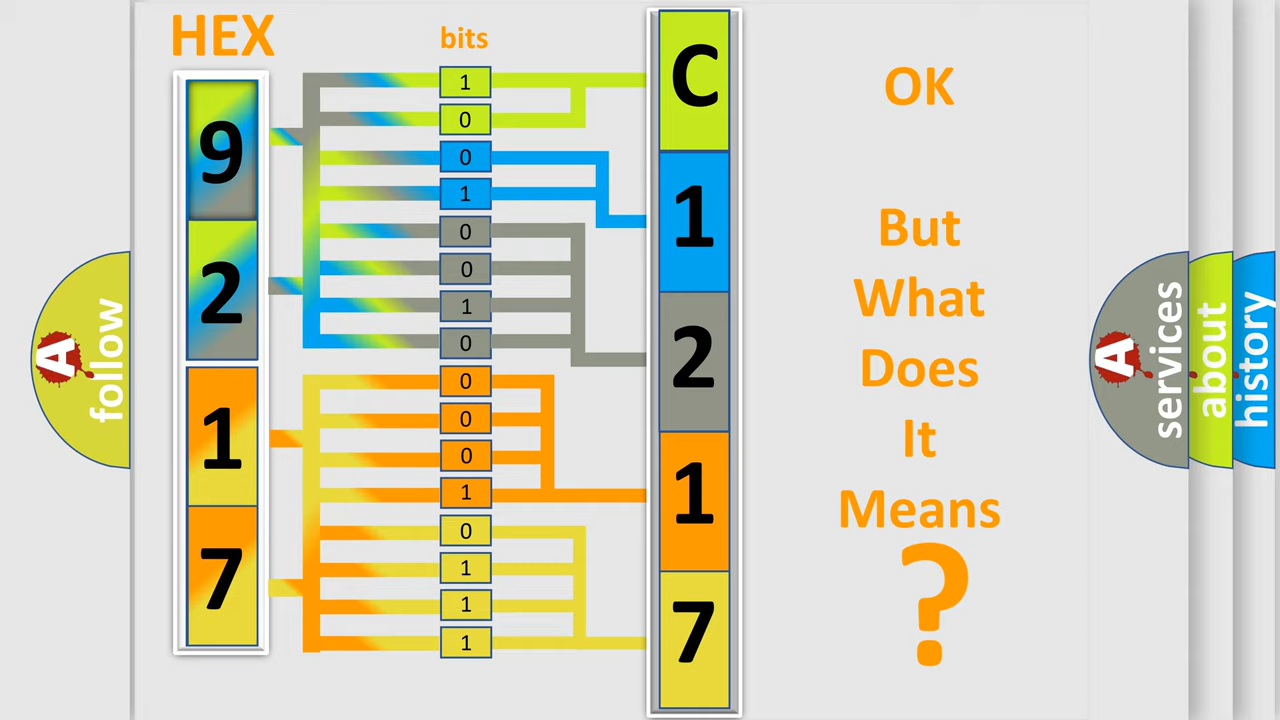 HEX
bits
9
2
1
7
1
0
0
1
0
0
1
0
0
0
0
1
0
1
1
1
C
1
2
1
7
OK
But
What
Does
It
Means
?
A
follow
A
services
about
history